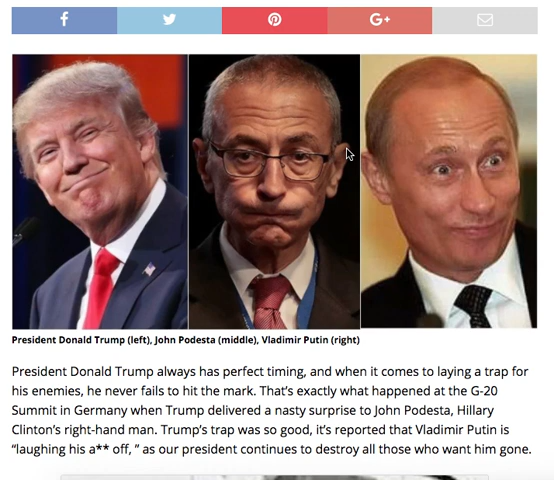 G+
President Donald Trump (left), John Podesta (middle), Vladimir Putin (right)
President Donald Trump always has perfect timing, and when it comes to laying a trap for
his enemies, he never fails to hit the mark. That's exactly what happened at the G-20
Summit in Germany when Trump delivered a nasty surprise to John Podesta, Hillary
Clinton's right-hand man. Trump's trap was so good, it's reported that Vladimir Putin is
"laughing his a** off, " as our president continues to destroy all those who want him gone.